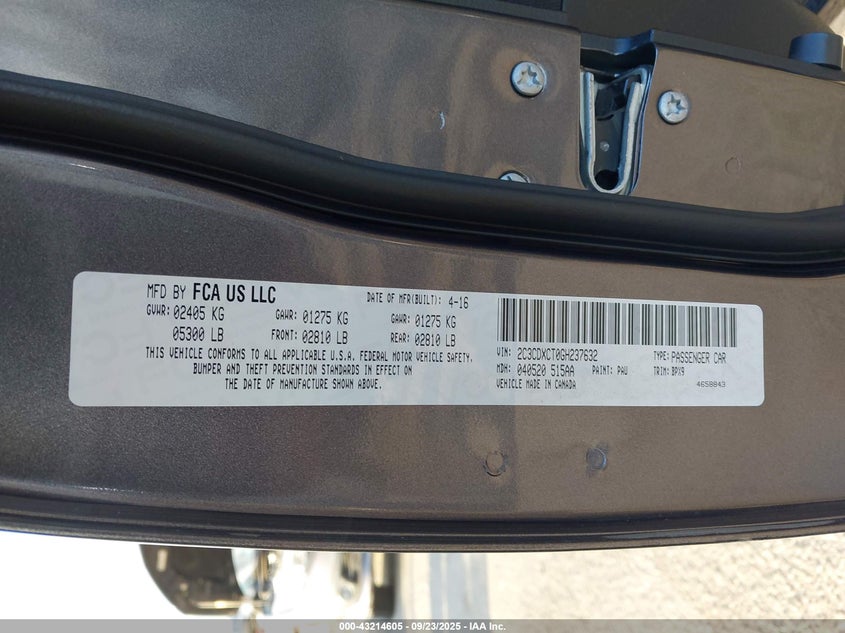 MFD BY FCA US LLC DATE OF MFR(BUILT): 4-16
GVWR: 02405 KG GAWR: 01275 KG GAWR: 01275 KG
05300 LB FRONT: 02810 LB REAR: 02810 LB
THIS VEHICLE CONFORMS TO ALL APPLICABLE U.S.A. FEDERAL MOTOR VEHICLE SAFETY,
BUMPER AND THEFT PREVENTION STANDARDS IN EFFECT ON
THE DATE OF MANUFACTURE SHOWN ABOVE.
VIN: 2C3CDXCT0GH237632 TYPE: PASSENGER CAR
MDH: 040520 515AA PAINT: PAU TRIM: BPX9
VEHICLE MADE IN CANADA 4658843
000-43214605 - 09/23/2025 - IAA Inc.